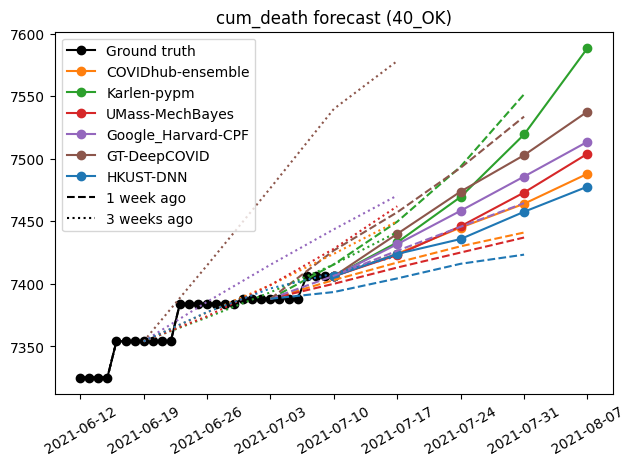 cum_death forecast (40_OK)
7600
7550
7500
7450
7400
7350
Ground truth
COVIDhub-ensemble
Karlen-pypm
UMass-MechBayes
Google_Harvard-CPF
GT-DeepCOVID
HKUST-DNN
1 week ago
3 weeks ago
2021-06-12
2021-06-19
2021-06-26
2021-07-03
2021-07-10
2021-07-17
2021-07-24
2021-07-31
2021-08-07